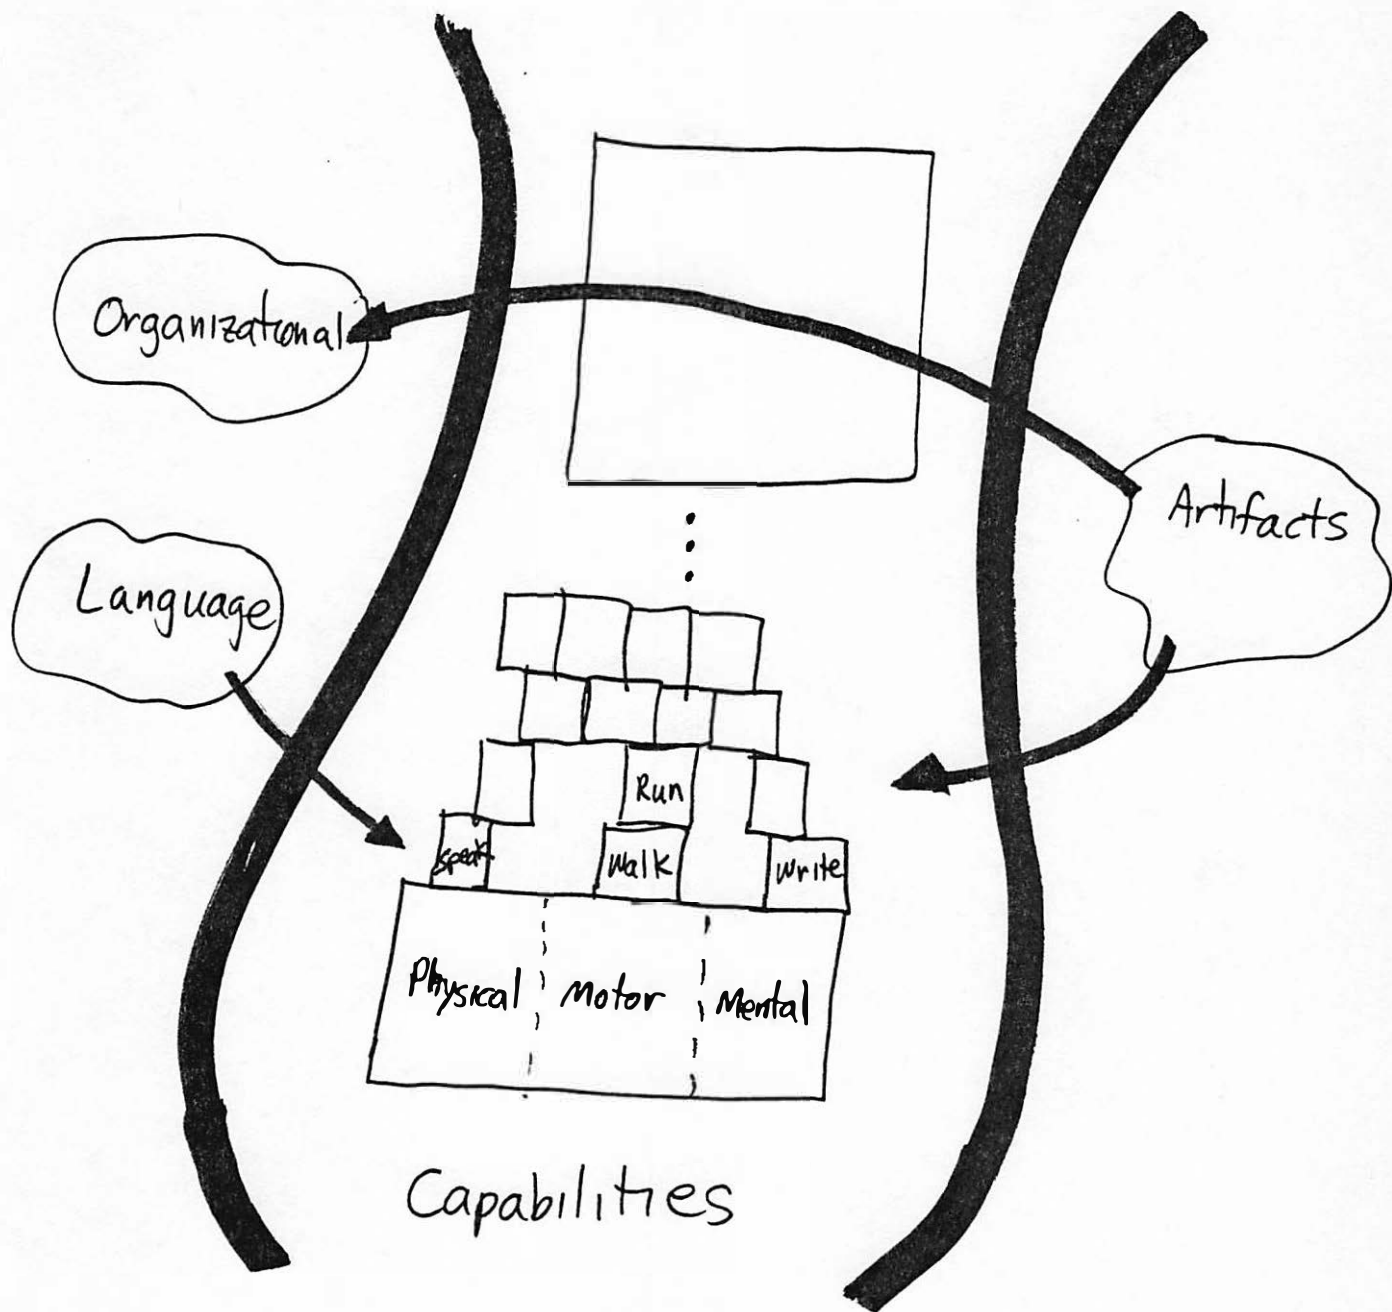 Organizational
Artifacts
Language
Run
Speak
Walk
Write
Physical
Motor
Mental
Capabilities